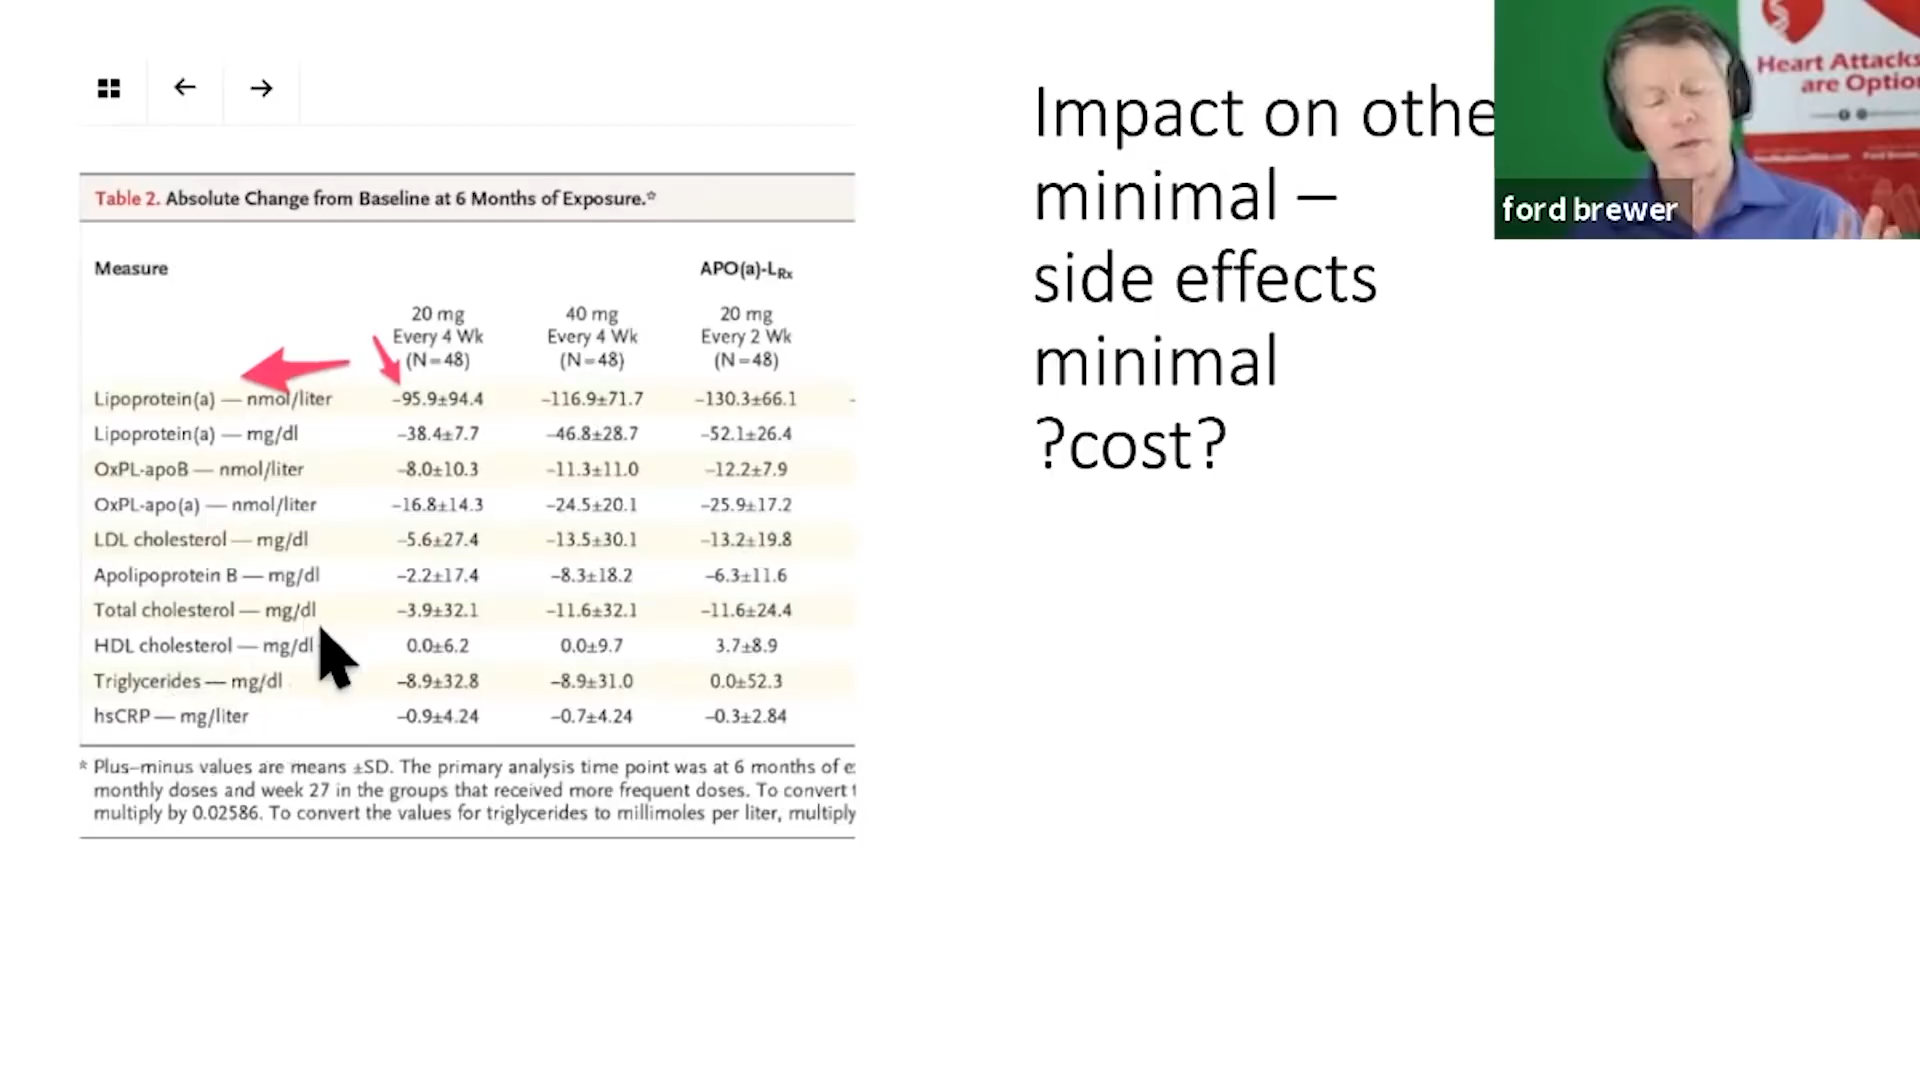 Table 2. Absolute Change from Baseline at 6 Months of Exposure.*
Measure APO(a)-LRx
20 mg 40 mg 20 mg
Every 4 Wk Every 4 Wk Every 2 Wk
(N=48) (N=48) (N=48)
Lipoprotein(a) — nmol/liter −95.9±94.4 −116.9±71.7 −130.3±66.1
Lipoprotein(a) — mg/dl −38.4±7.7 −46.8±28.7 −52.1±26.4
OxPL-apoB — nmol/liter −8.0±10.3 −11.3±11.0 −12.2±7.9
OxPL-apo(a) — nmol/liter −16.8±14.3 −24.5±20.1 −25.9±17.2
LDL cholesterol — mg/dl −5.6±27.4 −13.5±30.1 −13.2±19.8
Apolipoprotein B — mg/dl −2.2±17.4 −8.3±18.2 −6.3±11.6
Total cholesterol — mg/dl −3.9±32.1 −11.6±32.1 −11.6±24.4
HDL cholesterol — mg/dl 0.0±6.2 0.0±9.7 3.7±8.9
Triglycerides — mg/dl −8.9±32.8 −8.9±31.0 0.0±52.3
hsCRP — mg/liter −0.9±4.24 −0.7±4.24 −0.3±2.84
* Plus–minus values are means ±SD. The primary analysis time point was at 6 months of
monthly doses and week 27 in the groups that received more frequent doses. To convert
multiply by 0.02586. To convert the values for triglycerides to millimoles per liter, multiply
Impact on othe
minimal –
side effects
minimal
?cost?
Heart Attacks
are Optio
ford brewer